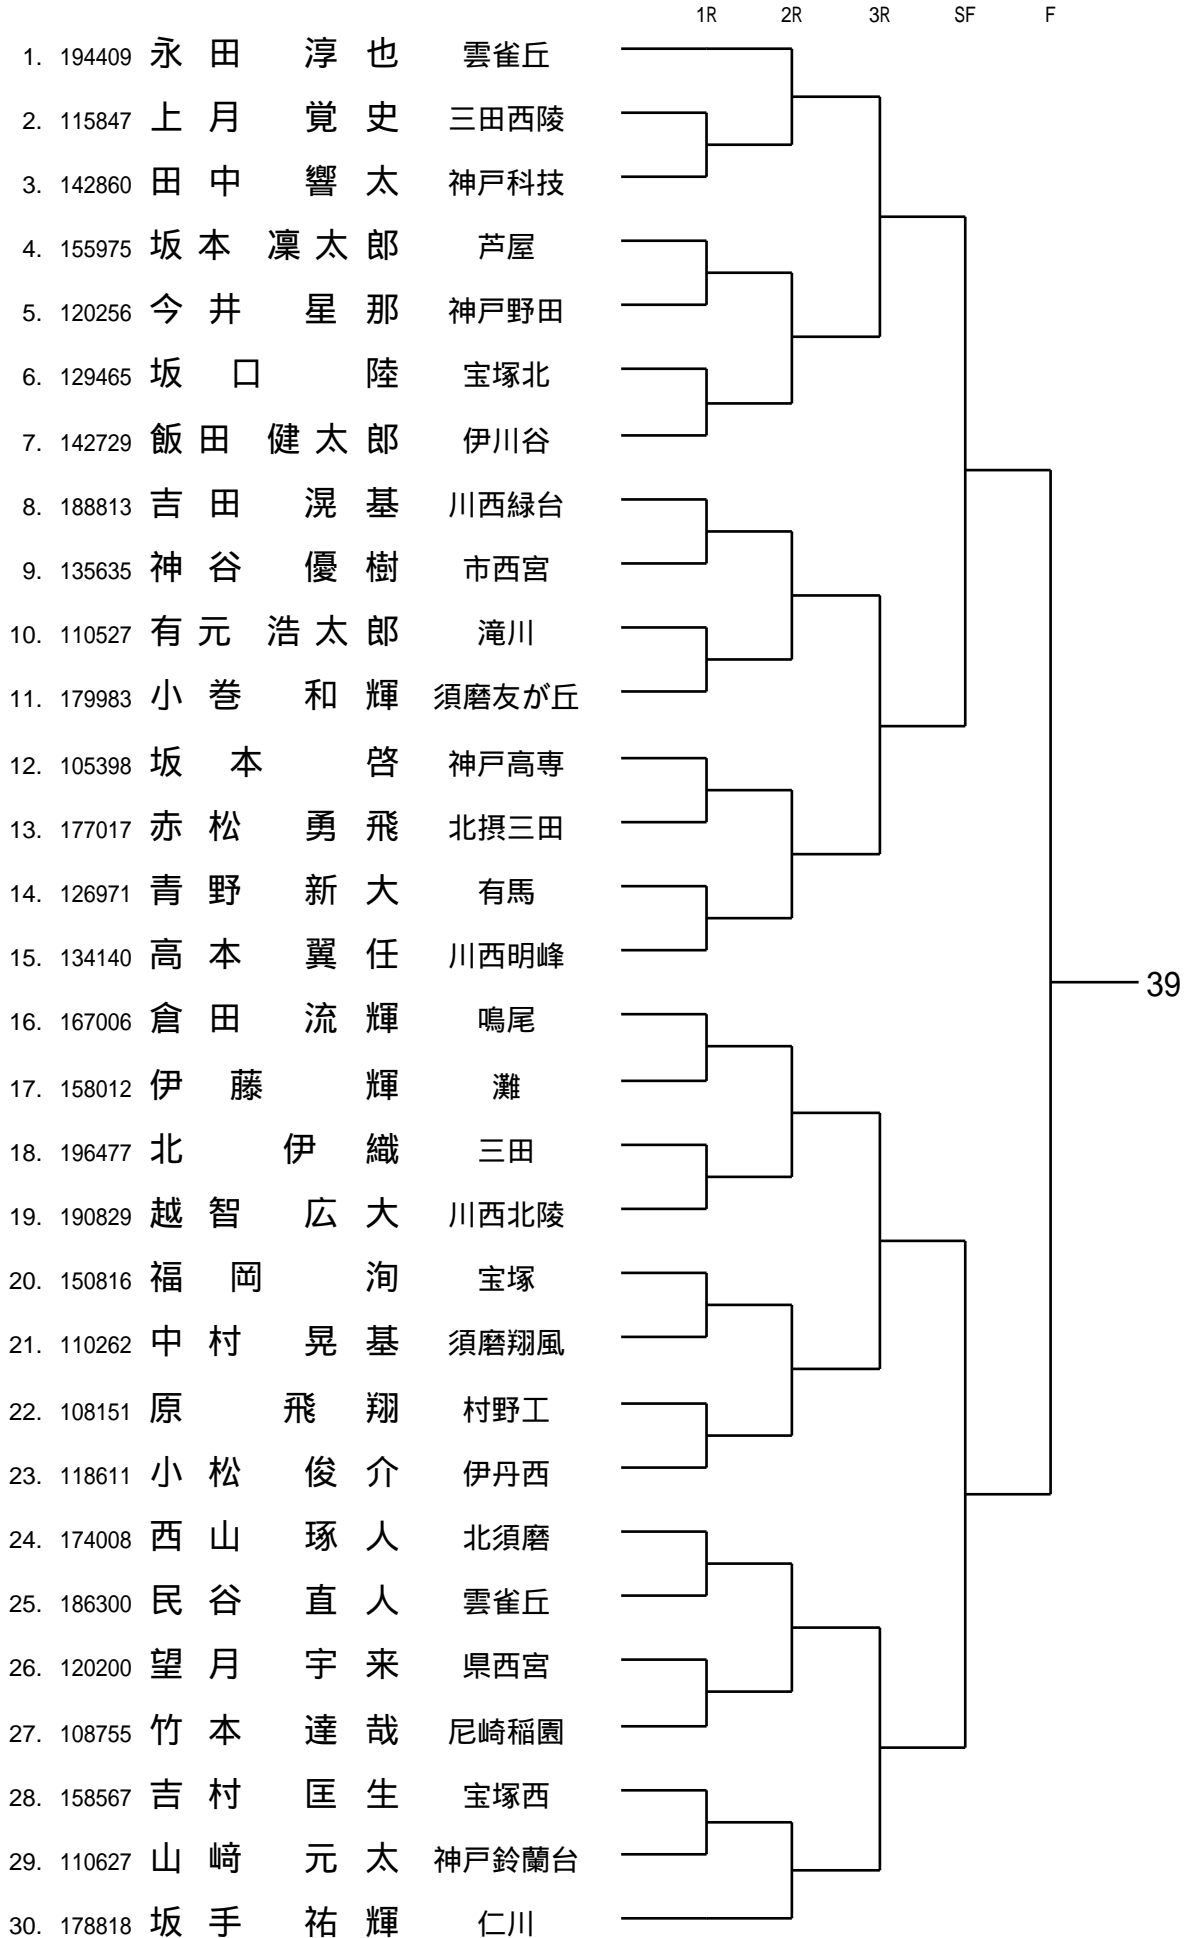 1R 2R 3R SF F
1. 194409 永田 淳也 雲雀丘
2. 115847 上月 覚史 三田西陵
3. 142860 田中 響太 神戸科技
4. 155975 坂本 凜太郎 芦屋
5. 120256 今井 星那 神戸野田
6. 129465 坂口 陸 宝塚北
7. 142729 飯田 健太郎 伊川谷
8. 188813 吉田 滉基 川西緑台
9. 135635 神谷 優樹 市西宮
10. 110527 有元 浩太郎 滝川
11. 179983 小巻 和輝 須磨友が丘
12. 105398 坂本 啓 神戸高専
13. 177017 赤松 勇飛 北摂三田
14. 126971 青野 新大 有馬
15. 134140 高本 翼任 川西明峰
39
16. 167006 倉田 流輝 鳴尾
17. 158012 伊藤 輝 灘
18. 196477 北 伊織 三田
19. 190829 越智 広大 川西北陵
20. 150816 福岡 洵 宝塚
21. 110262 中村 晃基 須磨翔風
22. 108151 原 飛翔 村野工
23. 118611 小松 俊介 伊丹西
24. 174008 西山 琢人 北須磨
25. 186300 民谷 直人 雲雀丘
26. 120200 望月 宇来 県西宮
27. 108755 竹本 達哉 尼崎稲園
28. 158567 吉村 匡生 宝塚西
29. 110627 山﨑 元太 神戸鈴蘭台
30. 178818 坂手 祐輝 仁川